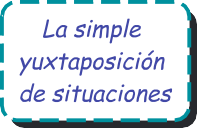 La simple
yuxtaposición
de situaciones